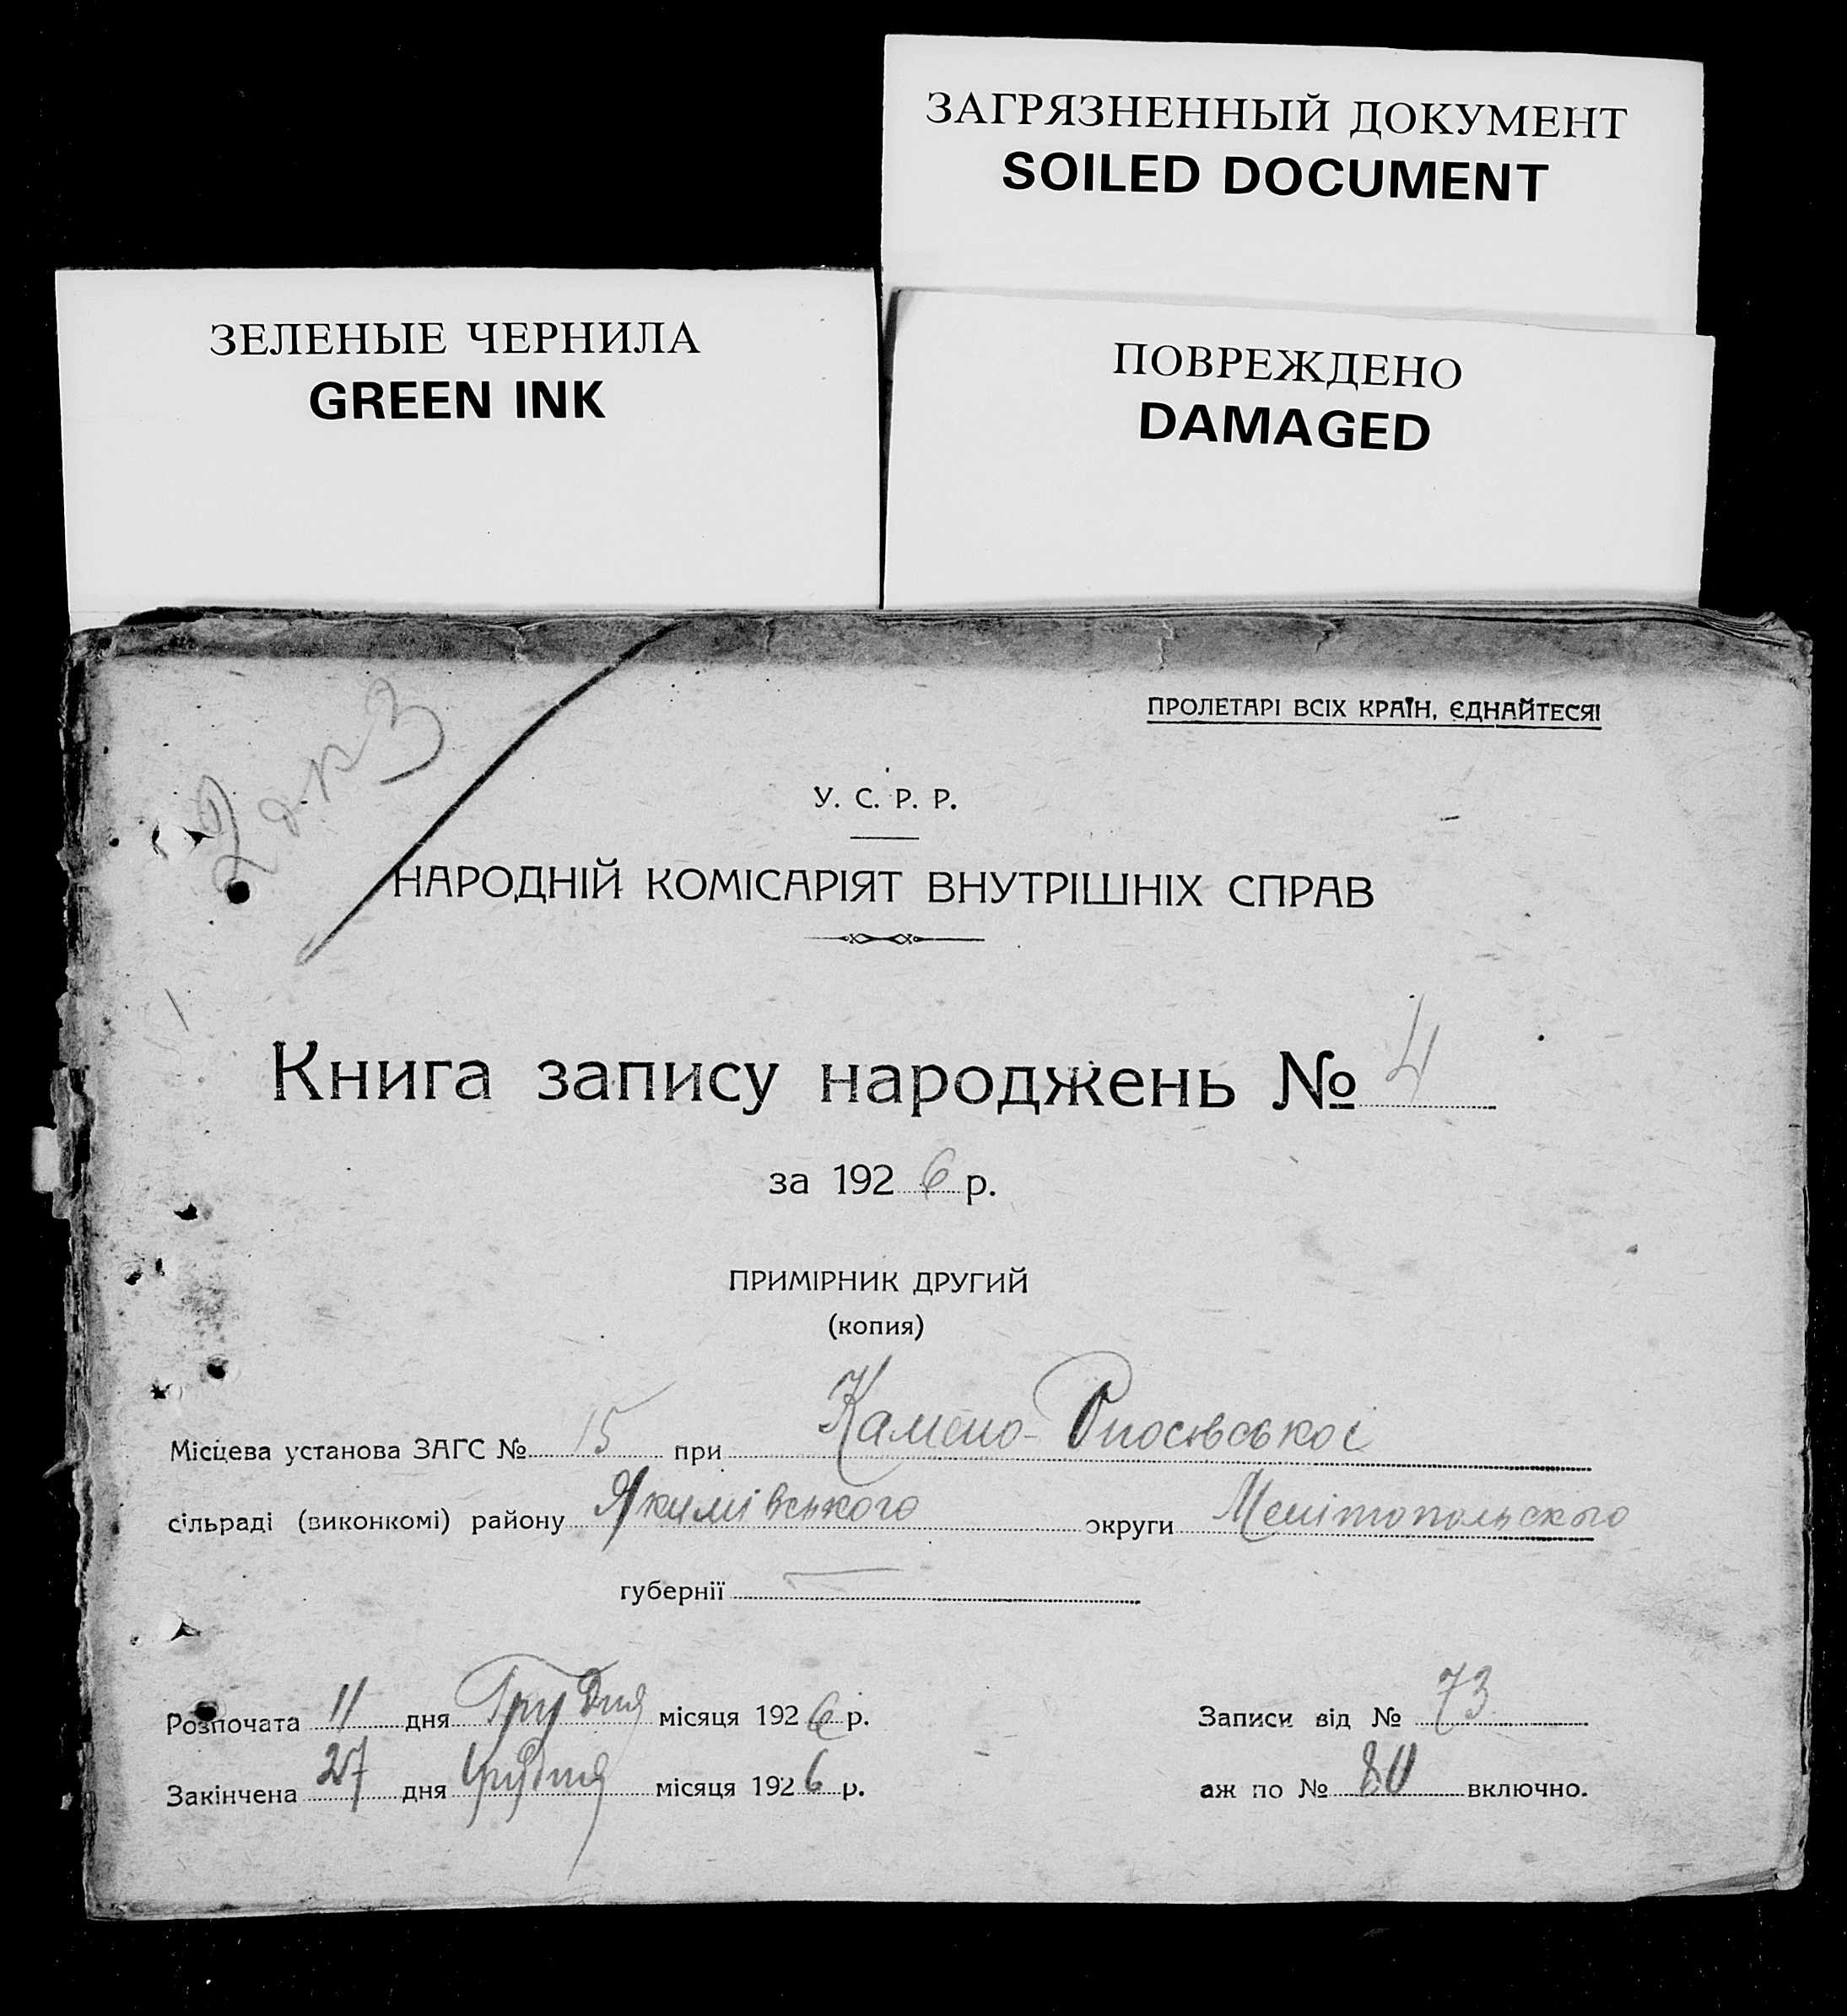 ЗАГРЯЗНЕННЫЙ ДОКУМЕНТ
SOILED DOCUMENT
ЗЕЛЕНЫЕ ЧЕРНИЛА
GREEN INK
ПОВРЕЖДЕНО
DAMAGED
ПРОЛЕТАРІ ВСІХ КРАЇН, ЄДНАЙТЕСЯ!
У. С. Р. Р.
НАРОДНІЙ КОМІСАРІЯТ ВНУТРІШНІХ СПРАВ
Книга запису народжень № 4
за 1926 р.
ПРИМІРНИК ДРУГИЙ
(копия)
Місцева установа ЗАГС № 15 при Камено-
сільраді (виконкомі) району Якимівського округи Мелітопольского
губернії —
Розпочата 11 дня Грудня місяця 1926 р. Записи від № 73
Закінчена 27 дня Грудня місяця 1926 р. аж по № 80 включно.